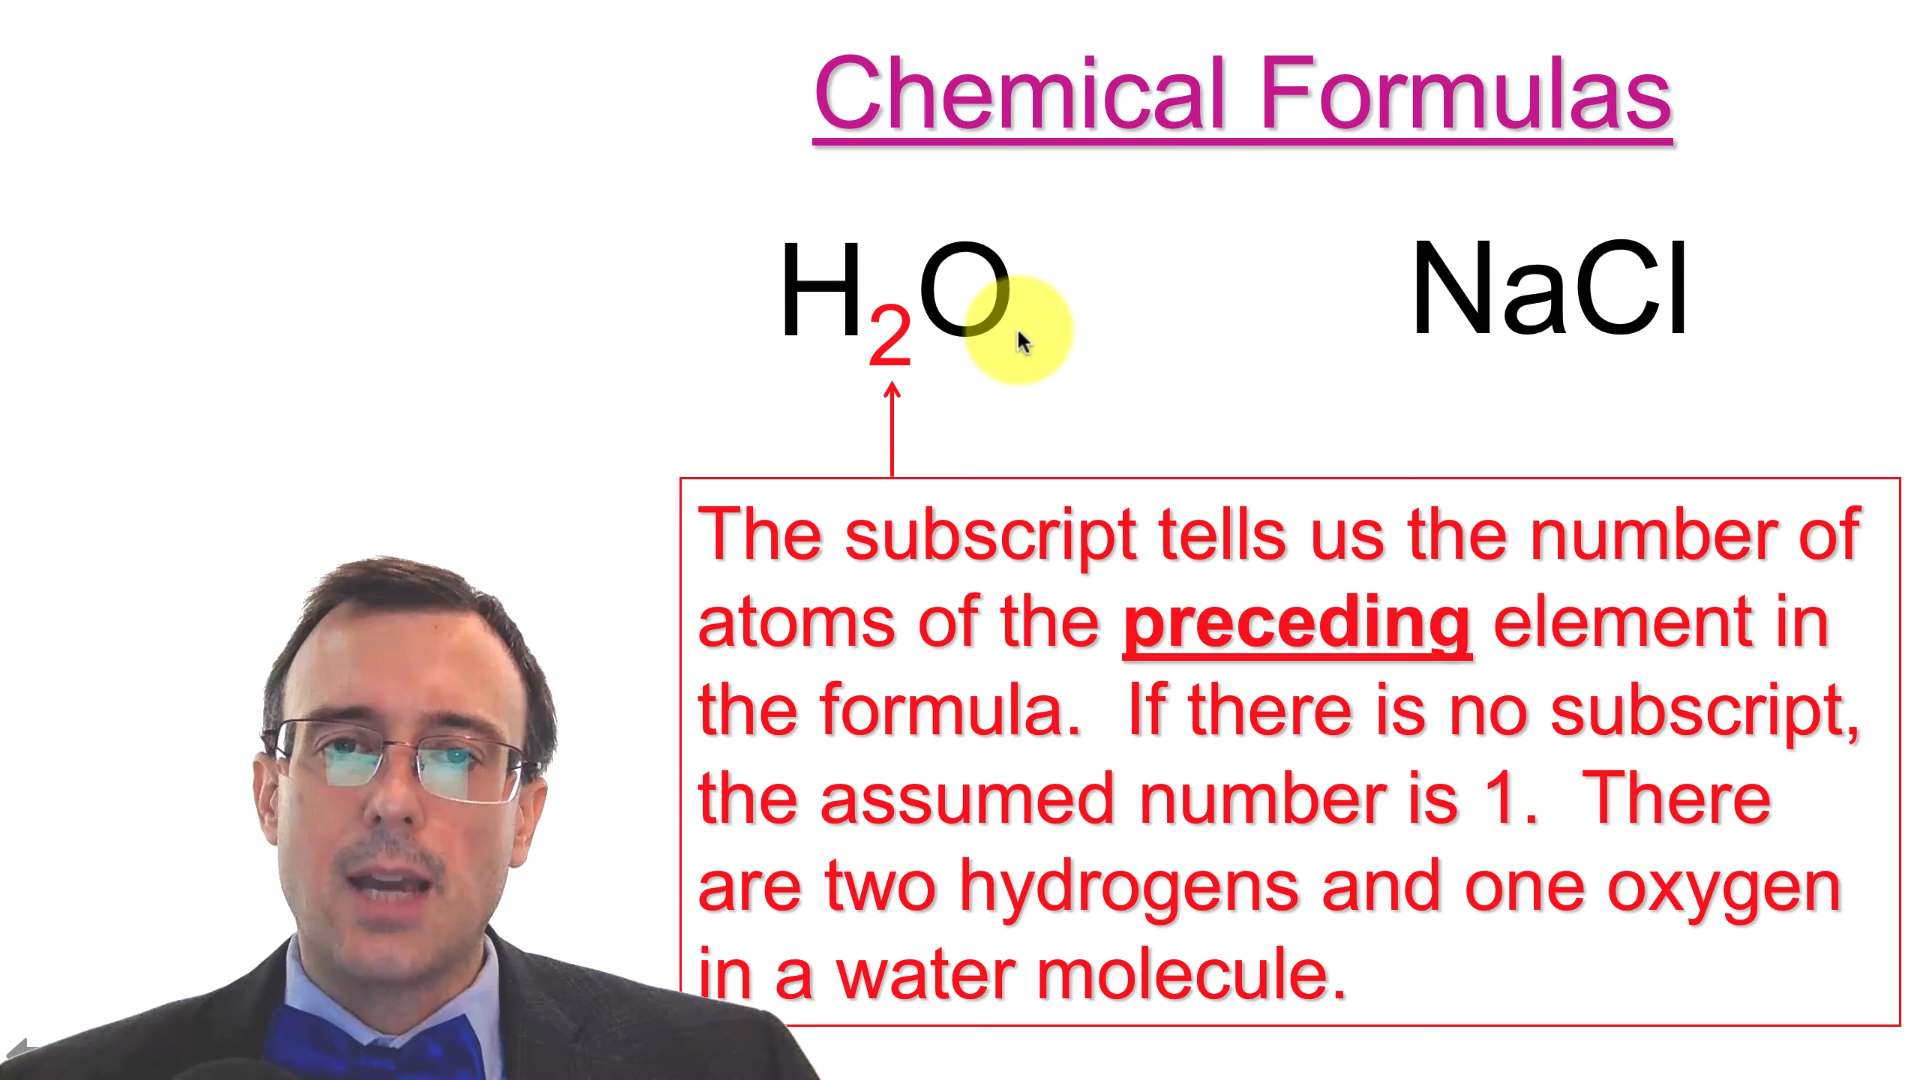 Chemical Formulas
H₂O NaCl
The subscript tells us the number of
atoms of the preceding element in
the formula. If there is no subscript,
the assumed number is 1. There
are two hydrogens and one oxygen
in a water molecule.